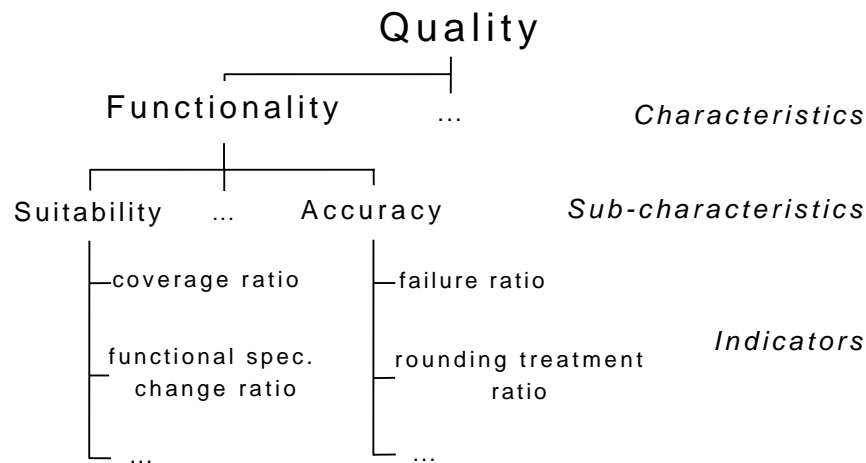 Quality
Functionality
...
Characteristics
Suitability
...
Accuracy
Sub-characteristics
coverage ratio
failure ratio
functional spec.
change ratio
rounding treatment
ratio
Indicators
...
...